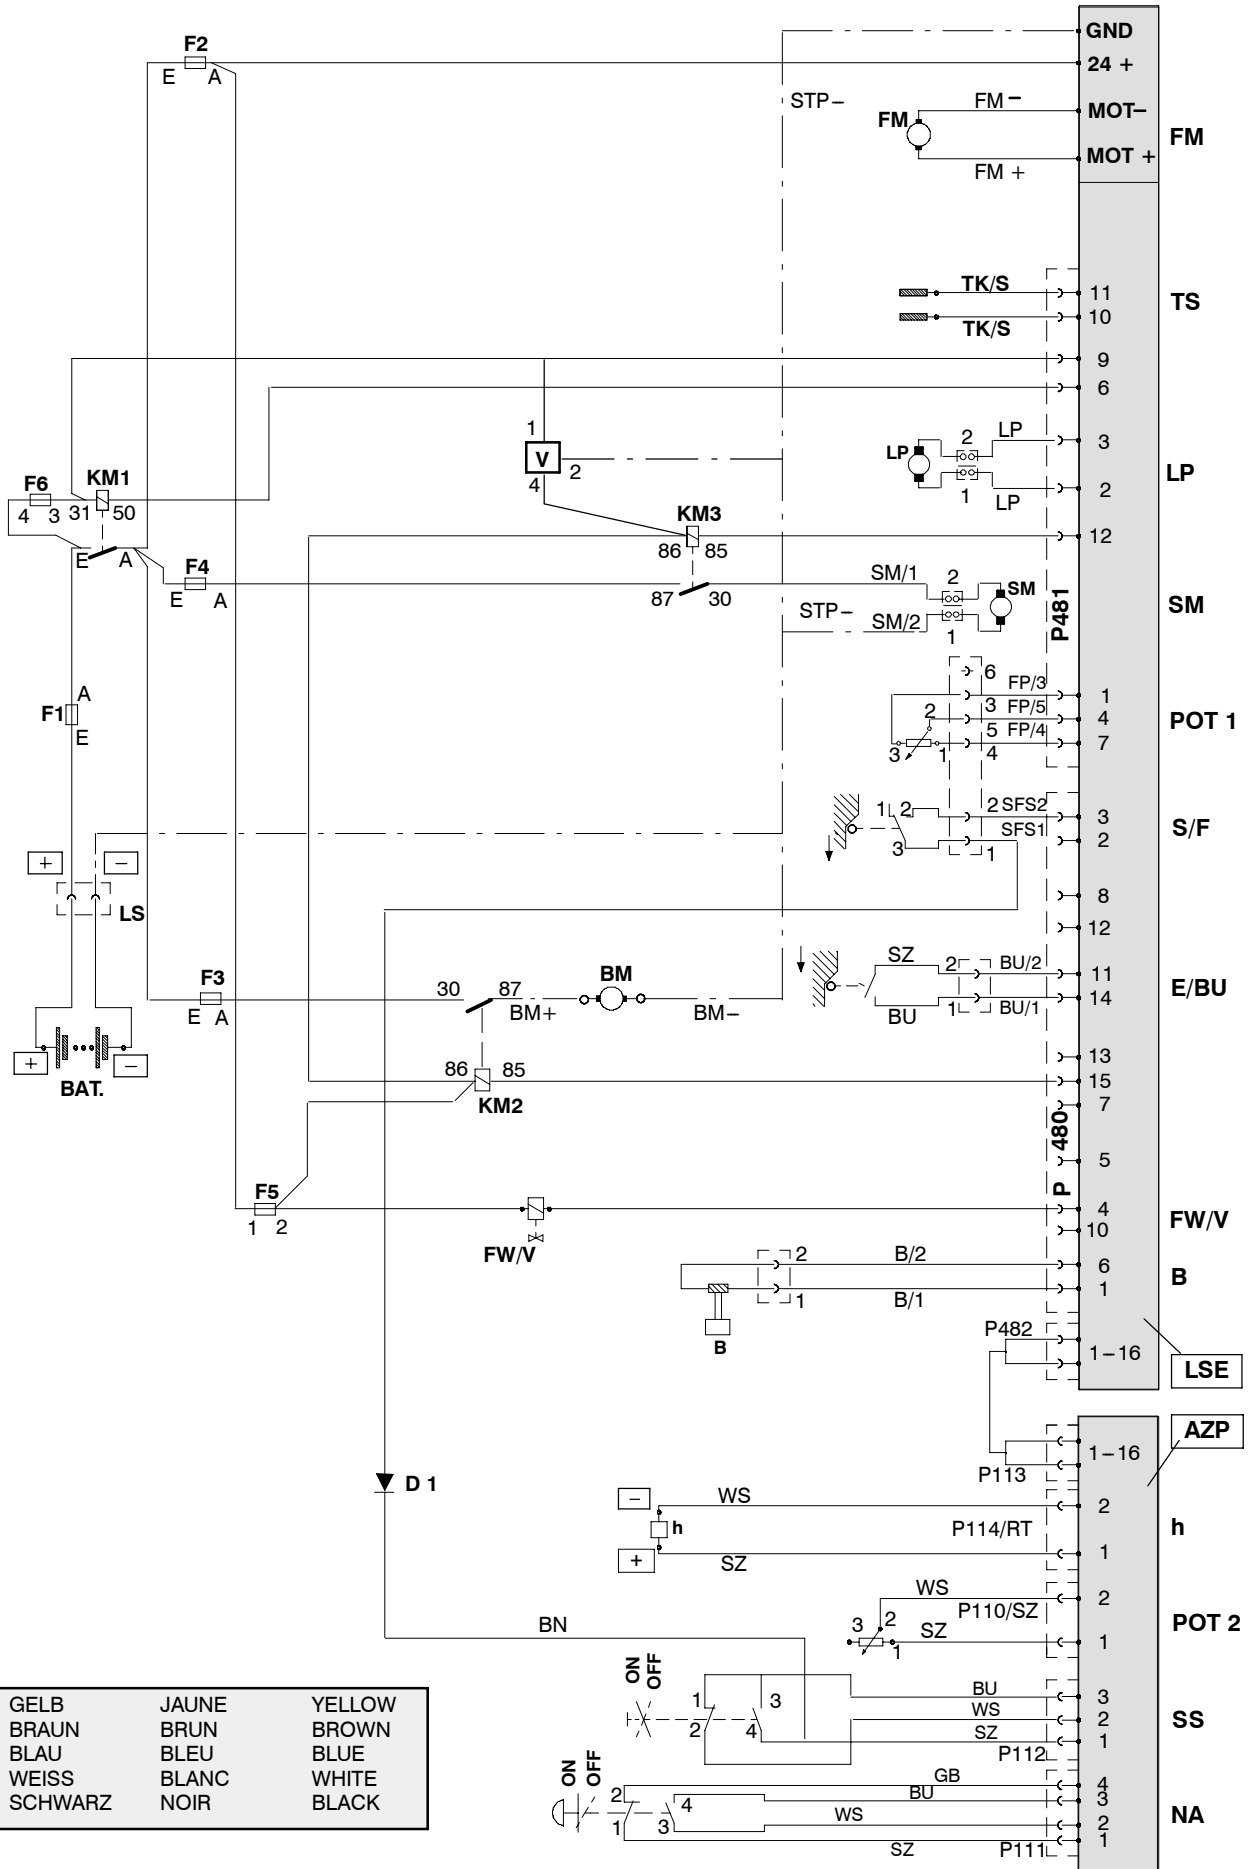 GND
F2
24 +
E A
STP– FM – MOT–
FM FM
MOT +
FM +
TK/S 11 TS
10
TK/S
9
6
1 2 LP 3
V 2 LP
4 LP
F6 KM1 1 LP 2
4 3 31 50 KM3
86 85 12
E A F4 SM/1 2 SM
E A 87 30 SM
STP– SM/2 1 P481
6 FP/3
A 1
F1 2 3 FP/5 4 POT 1
E 5 FP/4 7
3 1 4
1 2 2 SFS2 3 S/F
SFS1 2
3 1
+ – 8
LS 12
SZ 2 BU/2 11
F3 30 87 BM E/BU
E A BM+ BM– BU 1 BU/1 14
+ – 13
BAT. 86 85 15
KM2 7
P 480
5
F5 4
1 2 10 FW/V
FW/V
2 B/2 6
B
1 B/1 1
B
P482
1–16
LSE
AZP
1–16
P113
D 1
– WS 2
h P114/RT h
+ SZ 1
WS 2
P110/SZ
BN 3 2 SZ POT 2
1 1
ON OFF
1 3 BU 3
WS 2 SS
2 4 SZ 1
P112
ON OFF
GB 4
2 4 BU 3
WS 2 NA
1 3 SZ P111 1
GELB JAUNE YELLOW
BRAUN BRUN BROWN
BLAU BLEU BLUE
WEISS BLANC WHITE
SCHWARZ NOIR BLACK